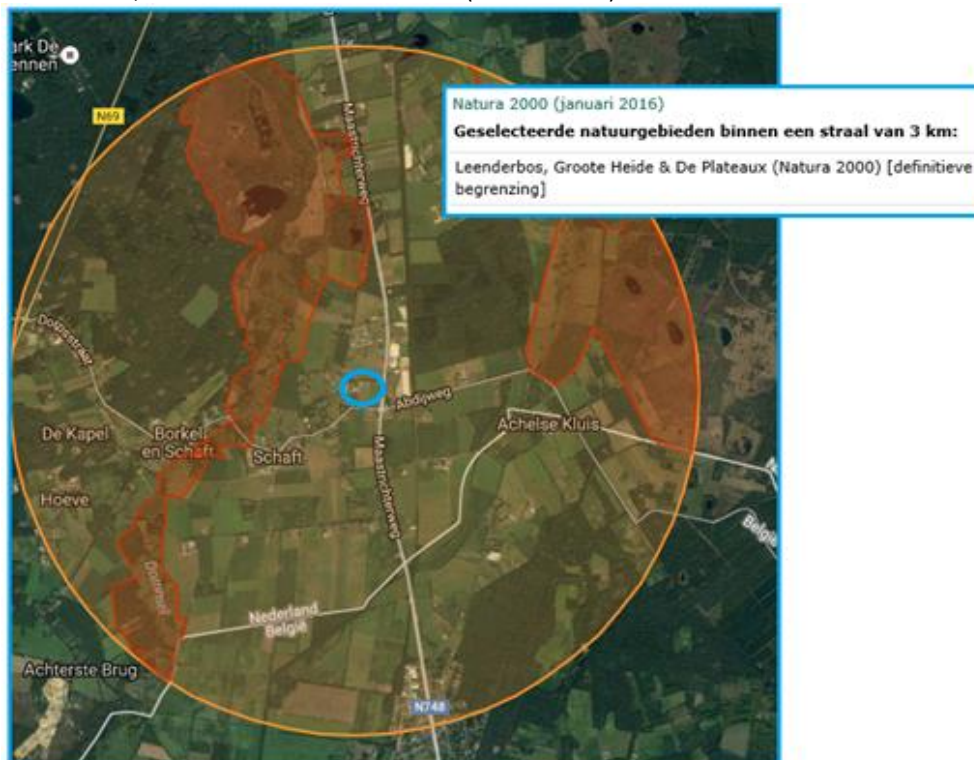 ark De
ennen
N69
Maastrichterweg
Natura 2000 (januari 2016)
Geselecteerde natuurgebieden binnen een straal van 3 km:
Leenderbos, Groote Heide & De Plateaux (Natura 2000) [definitieve
begrenzing]
Abdijweg
De Kapel
Borkel
en Schaft
Schaft
Achelse Kluis
Maastrichterweg
Hoeve
België
Dommel
Nederland
België
Achterste Brug
N748